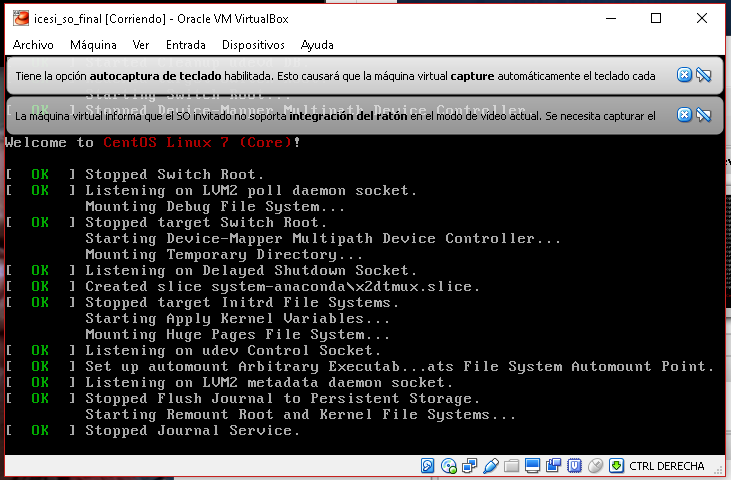 icesi_so_final [Corriendo] - Oracle VM VirtualBox
Archivo Máquina Ver Entrada Dispositivos Ayuda
Tiene la opción autocaptura de teclado habilitada. Esto causará que la máquina virtual capture automáticamente el teclado cada
[ OK ] Stopped Device-Mapper Multipath Device Controller.
La máquina virtual informa que el SO invitado no soporta integración del ratón en el modo de video actual. Se necesita capturar el
Welcome to CentOS Linux 7 (Core)!
[ OK ] Stopped Switch Root.
[ OK ] Listening on LVM2 poll daemon socket.
Mounting Debug File System...
[ OK ] Stopped target Switch Root.
Starting Device-Mapper Multipath Device Controller...
Mounting Temporary Directory...
[ OK ] Listening on Delayed Shutdown Socket.
[ OK ] Created slice system-anaconda\x2dtmux.slice.
[ OK ] Stopped target Initrd File Systems.
Starting Apply Kernel Variables...
Mounting Huge Pages File System...
[ OK ] Listening on udev Control Socket.
[ OK ] Set up automount Arbitrary Executab...ats File System Automount Point.
[ OK ] Listening on LVM2 metadata daemon socket.
[ OK ] Stopped Flush Journal to Persistent Storage.
Starting Remount Root and Kernel File Systems...
[ OK ] Stopped Journal Service.
CTRL DERECHA